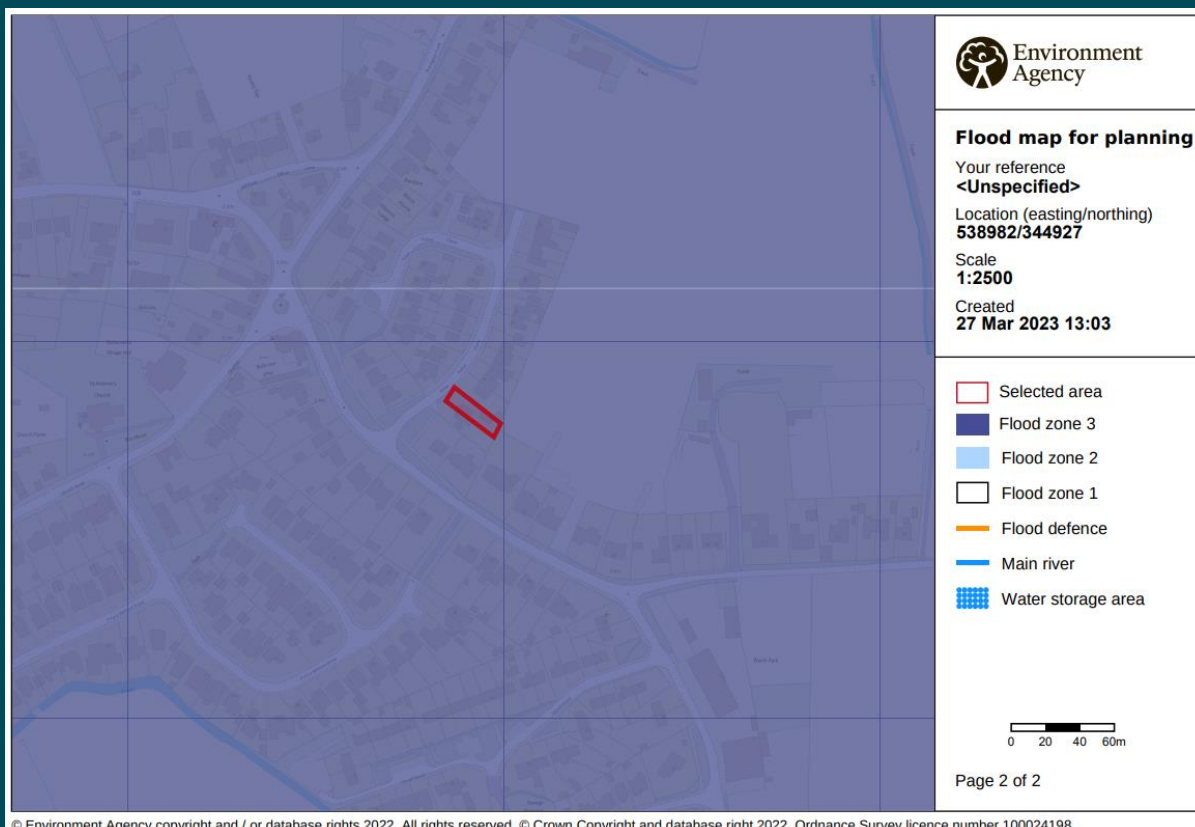 Environment
Agency
Flood map for planning
Your reference
<Unspecified>
Location (easting/northing)
538982/344927
Scale
1:2500
Created
27 Mar 2023 13:03
Selected area
Flood zone 3
Flood zone 2
Flood zone 1
Flood defence
Main river
Water storage area
0 20 40 60m
Page 2 of 2
© Environment Agency copyright and / or database rights 2022. All rights reserved. © Crown Copyright and database right 2022. Ordnance Survey licence number 100024198.